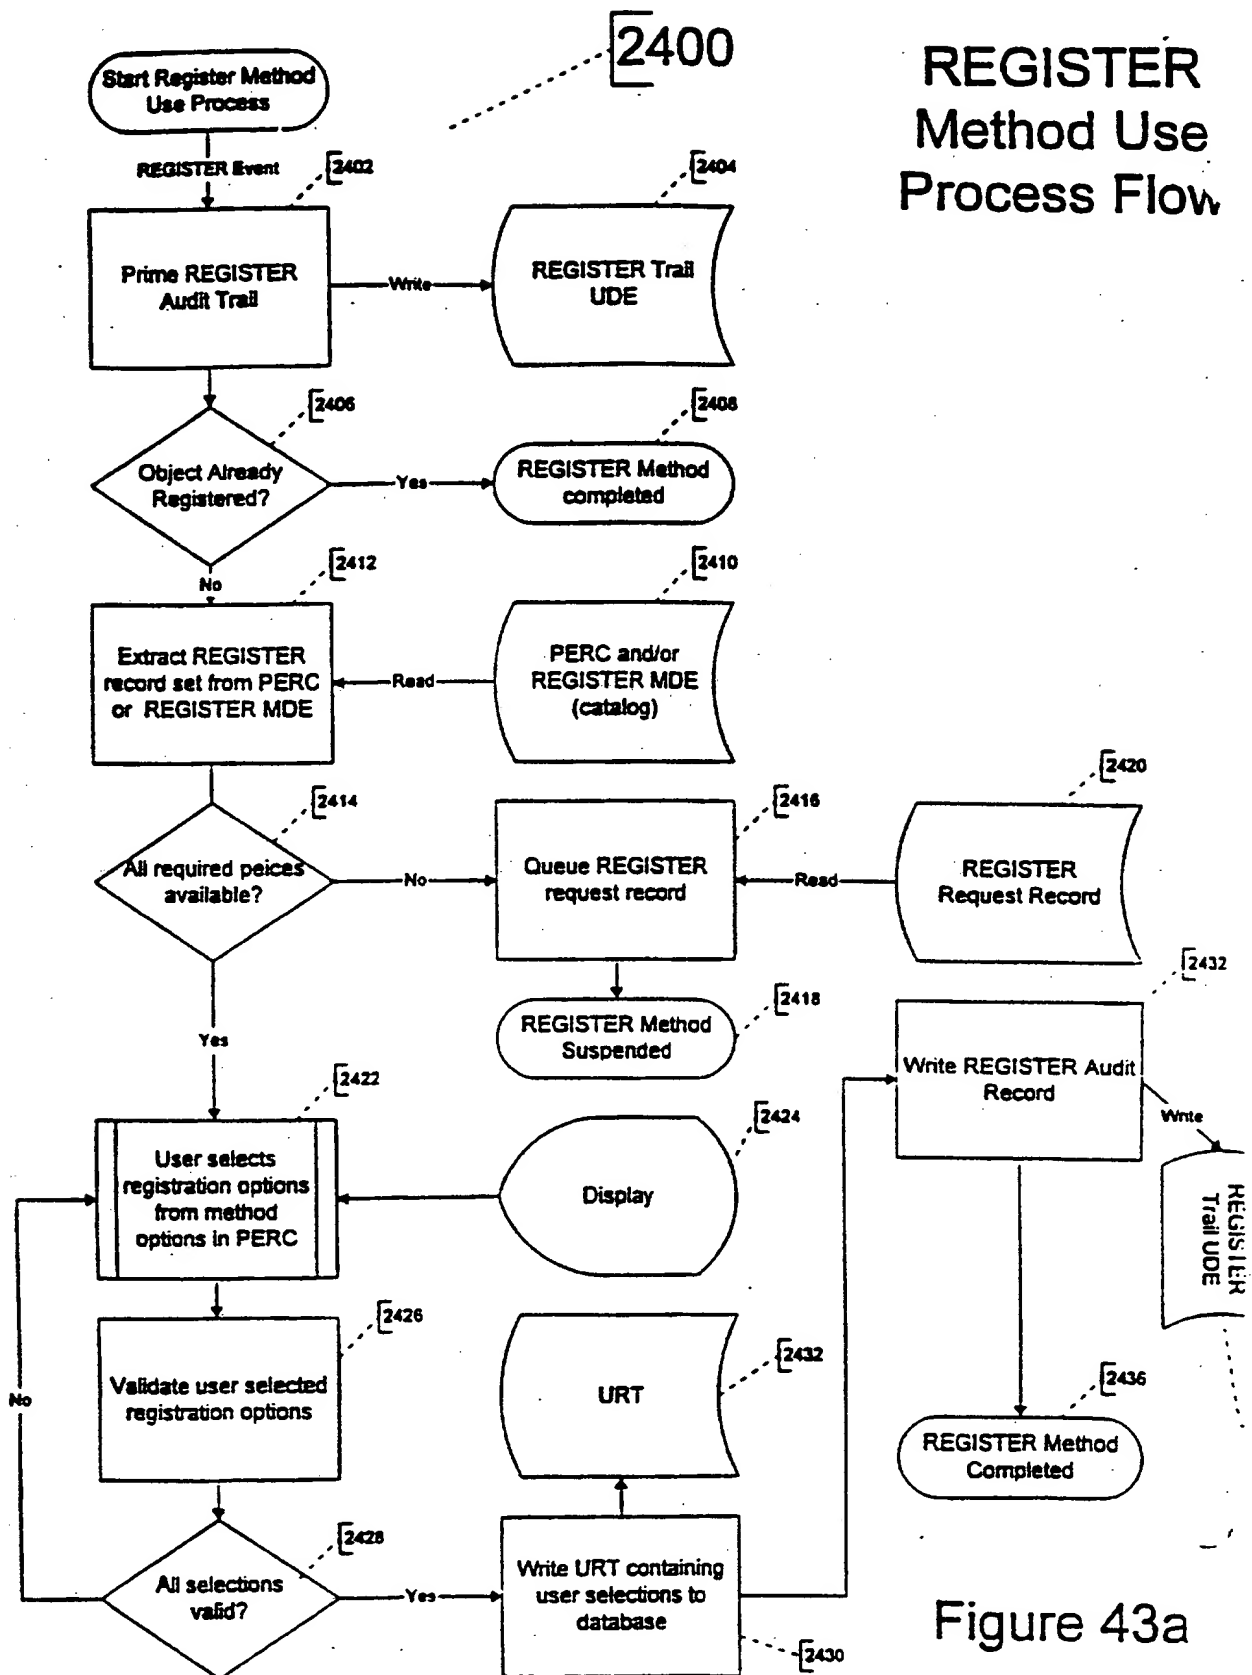 2400
REGISTER
Method Use
Process Flow
Start Register Method
Use Process
REGISTER Event
2402
2404
Prime REGISTER
Audit Trail
Write
REGISTER Trail
UDE
2406
2408
Object Already
Registered?
Yes
REGISTER Method
completed
No
2412
2410
Extract REGISTER
record set from PERC
or REGISTER MDE
Read
PERC and/or
REGISTER MDE
(catalog)
2414
2416
2420
All required peices
available?
No
Queue REGISTER
request record
Read
REGISTER
Request Record
Yes
2418
REGISTER Method
Suspended
2432
Write REGISTER Audit
Record
Write
REGISTER
Trail UDE
2422
2424
User selects
registration options
from method
options in PERC
Display
2426
Validate user selected
registration options
2432
URT
No
2436
REGISTER Method
Completed
2428
All selections
valid?
Yes
Write URT containing
user selections to
database
2430
Figure 43a